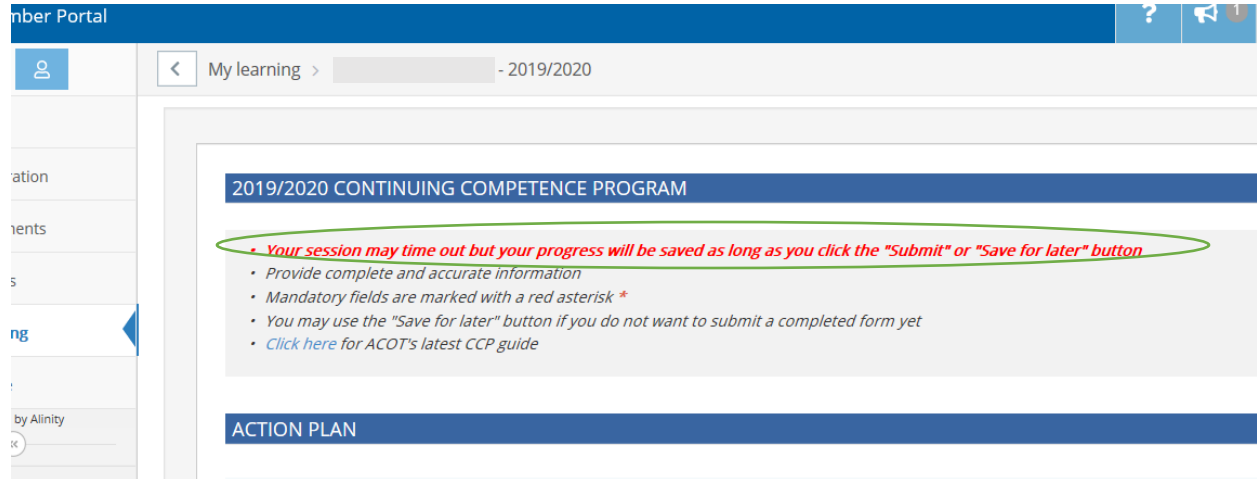 mber Portal
?
1
My learning >
- 2019/2020
ation
2019/2020 CONTINUING COMPETENCE PROGRAM
nents
• Your session may time out but your progress will be saved as long as you click the "Submit" or "Save for later" button
• Provide complete and accurate information
s
• Mandatory fields are marked with a red asterisk *
• You may use the "Save for later" button if you do not want to submit a completed form yet
ng
• Click here for ACOT's latest CCP guide
by Alinity
ACTION PLAN